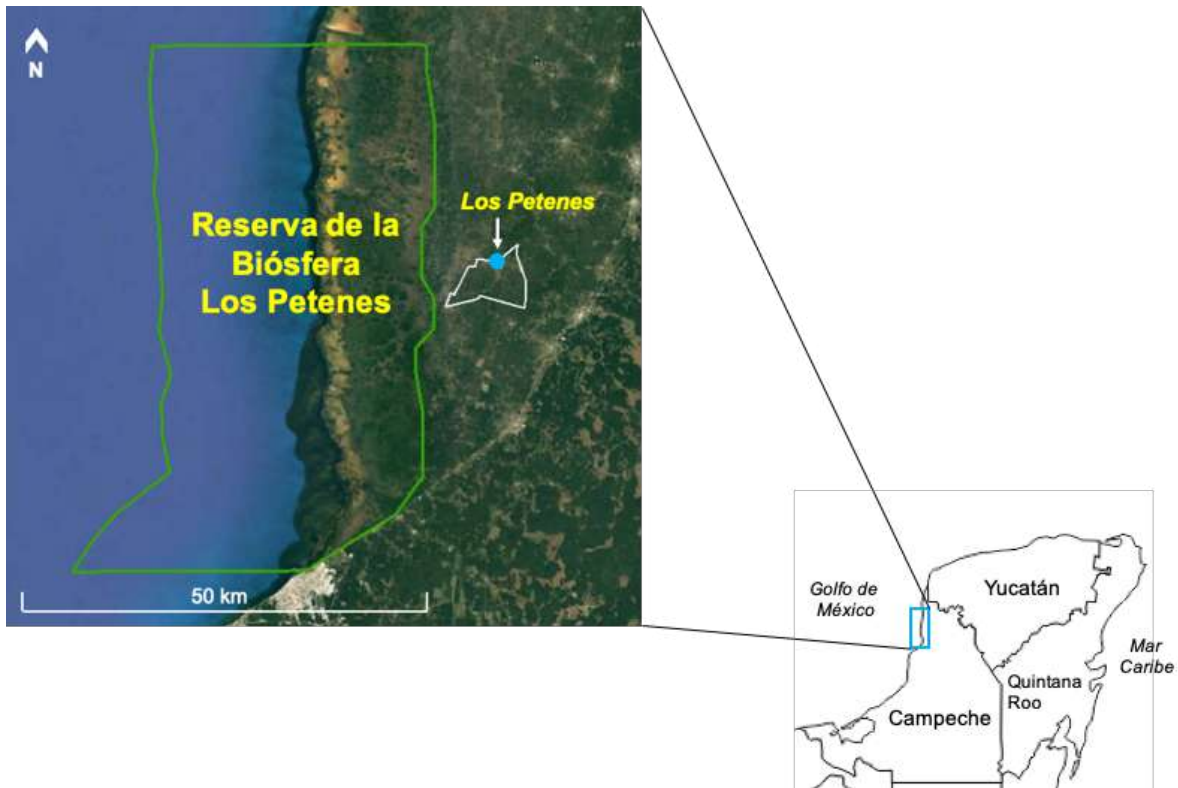 N
Los Petenes
Reserva de la
Biósfera
Los Petenes
50 km
Golfo de
México
Yucatán
Mar
Caribe
Quintana
Roo
Campeche